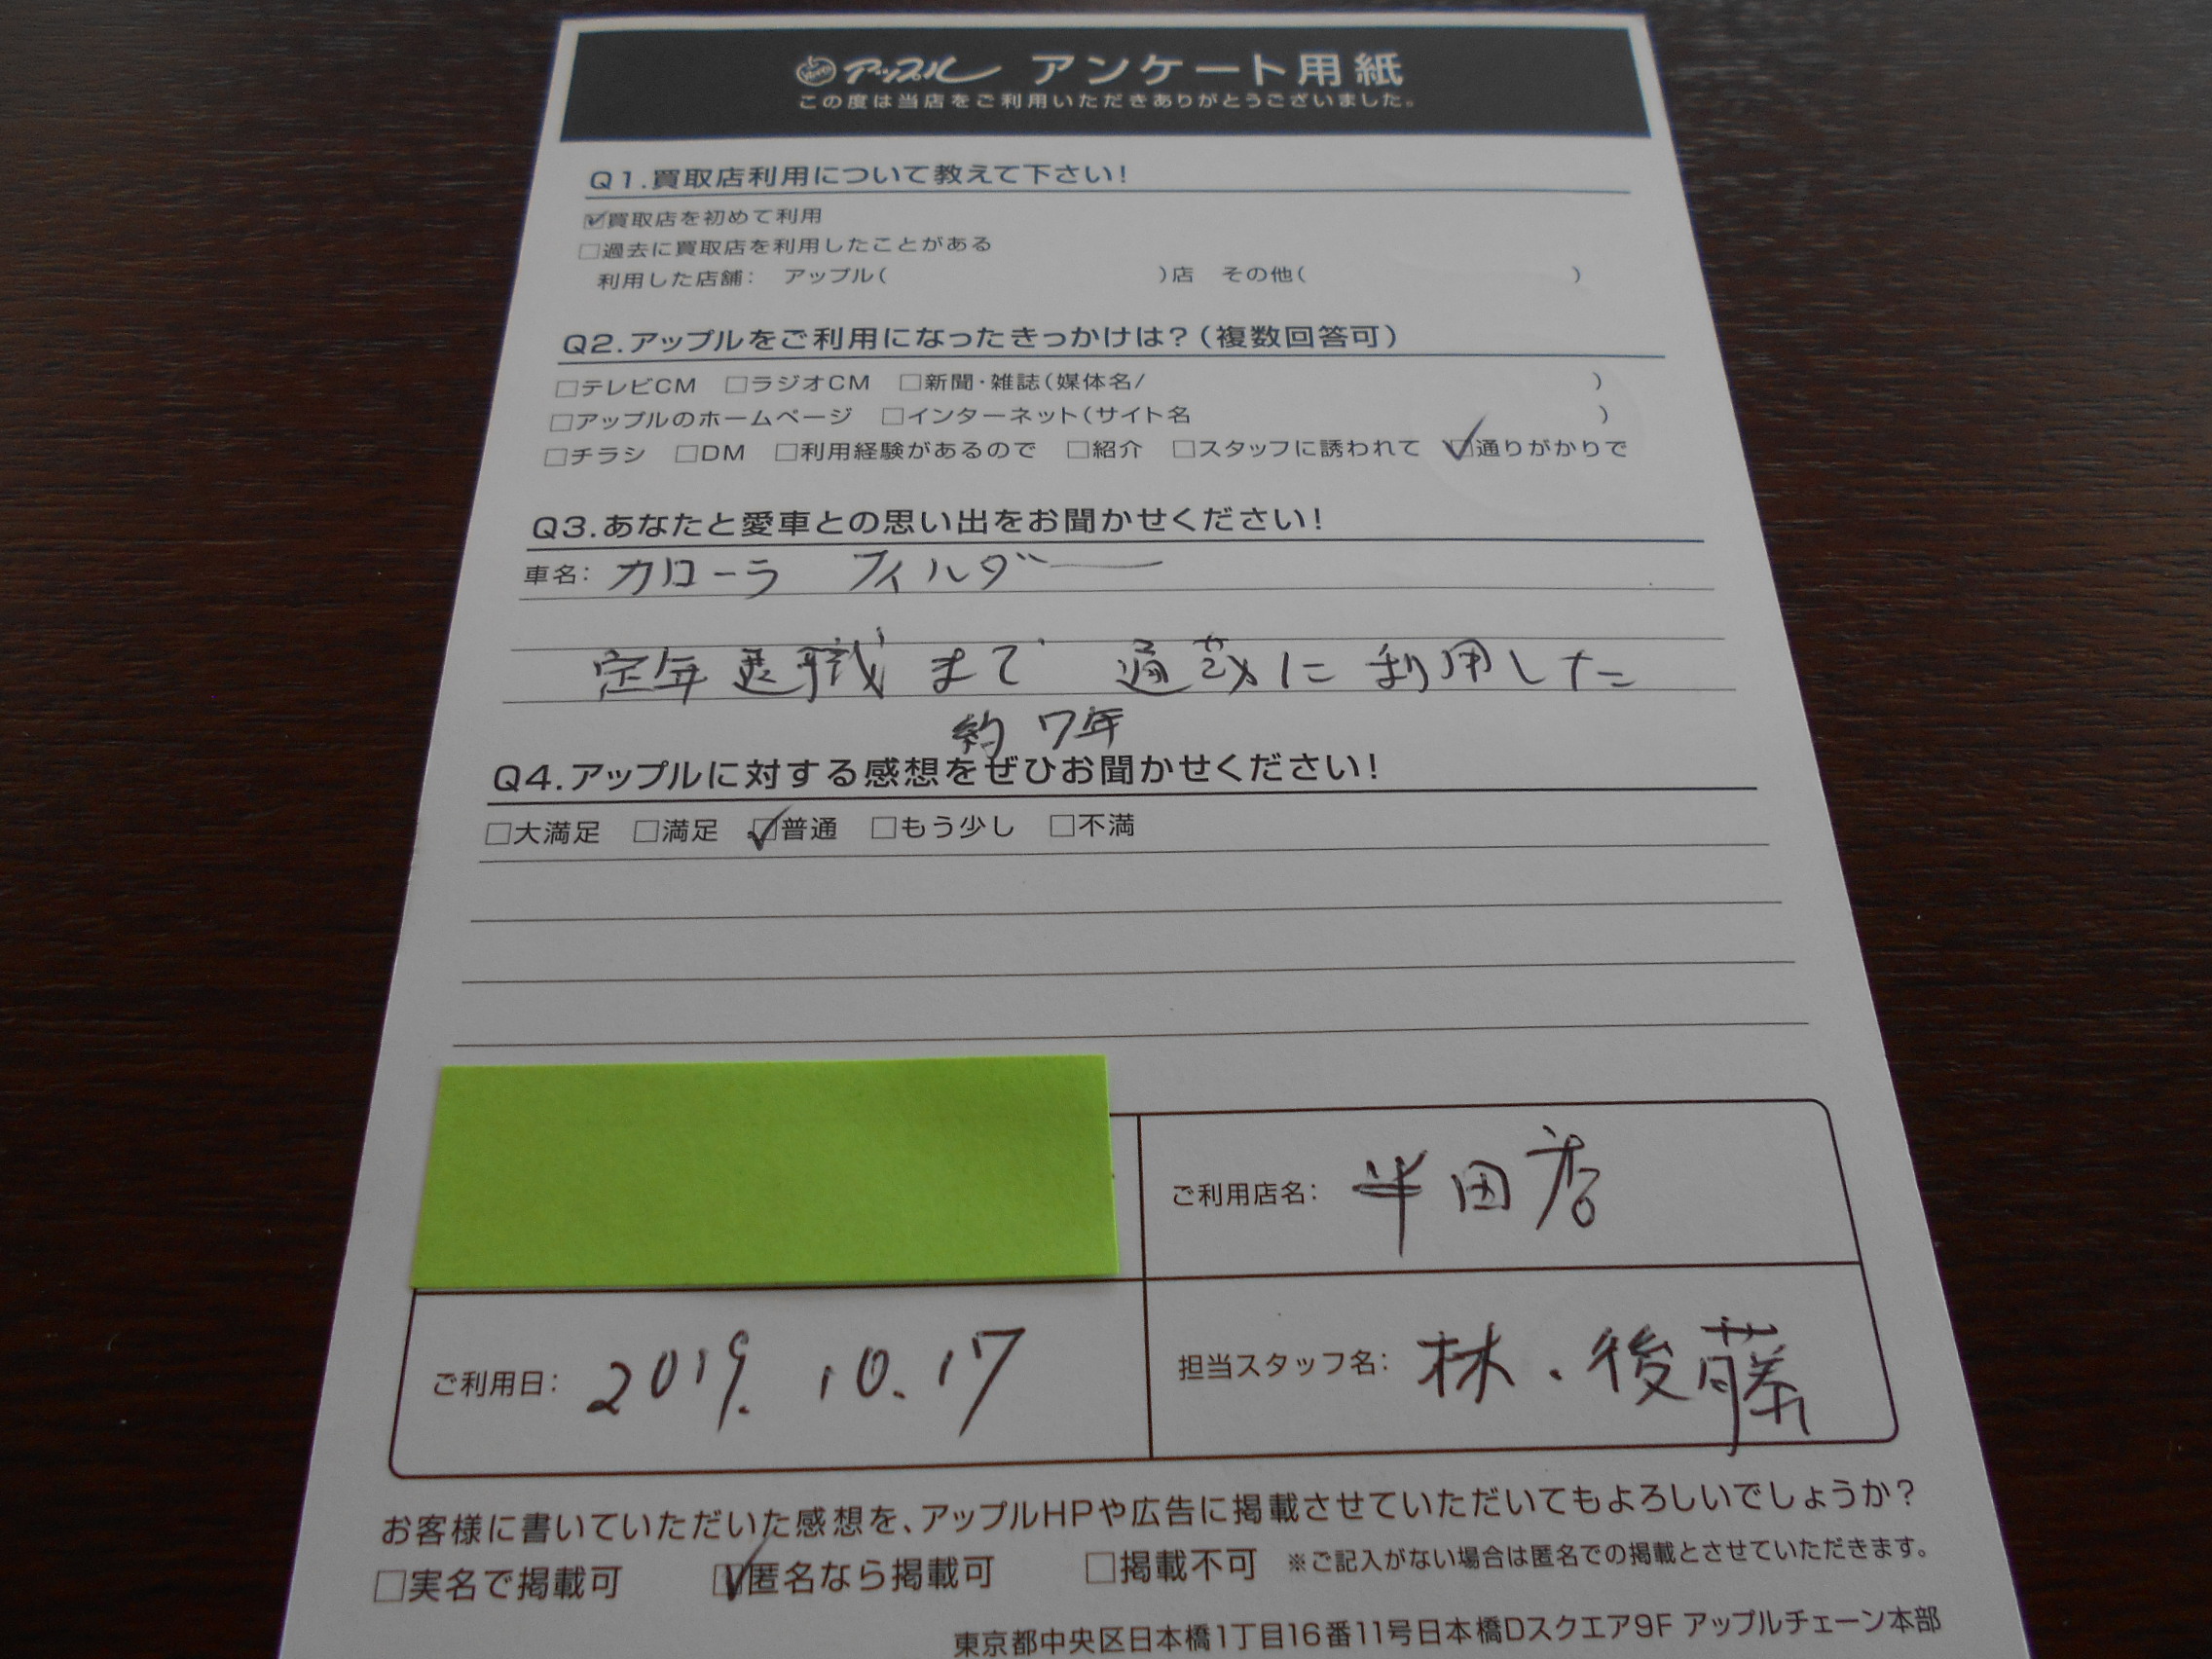 アップル アンケート用紙
この度は当店をご利用いただきありがとうございました。
Q1.買取店利用について教えて下さい!
☑買取店を初めて利用
□過去に買取店を利用したことがある
利用した店舗: アップル( )店 その他( )
Q2.アップルをご利用になったきっかけは?(複数回答可)
□テレビCM □ラジオCM □新聞・雑誌(媒体名/ )
□アップルのホームページ □インターネット(サイト名 )
□チラシ □DM □利用経験があるので □紹介 □スタッフに誘われて ☑通りがかりで
Q3.あなたと愛車との思い出をお聞かせください!
車名: カローラ フィルダー
定年退職まで 通勤に利用した
約7年
Q4.アップルに対する感想をぜひお聞かせください!
□大満足 □満足 ☑普通 □もう少し □不満
ご利用店名: 半田店
ご利用日: 2019. 10. 17
担当スタッフ名: 林・後藤
お客様に書いていただいた感想を、アップルHPや広告に掲載させていただいてもよろしいでしょうか?
□実名で掲載可 ☑匿名なら掲載可 □掲載不可 ※ご記入がない場合は匿名での掲載とさせていただきます。
東京都中央区日本橋1丁目16番11号日本橋Dスクエア9F アップルチェーン本部